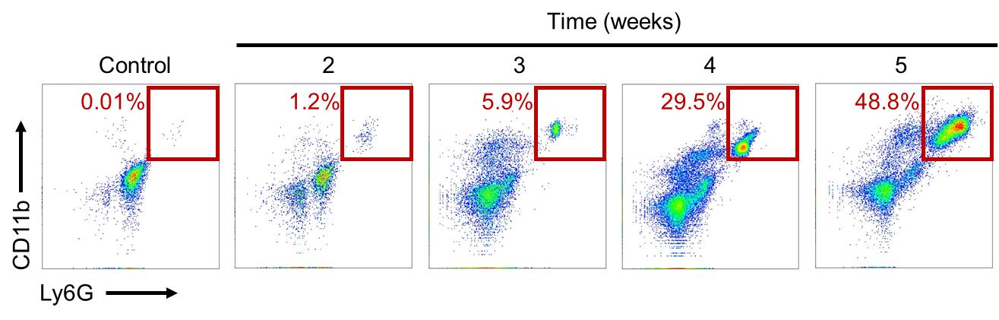 Time (weeks)
Control 2 3 4 5
0.01% 1.2% 5.9% 29.5% 48.8%
CD11b
Ly6G